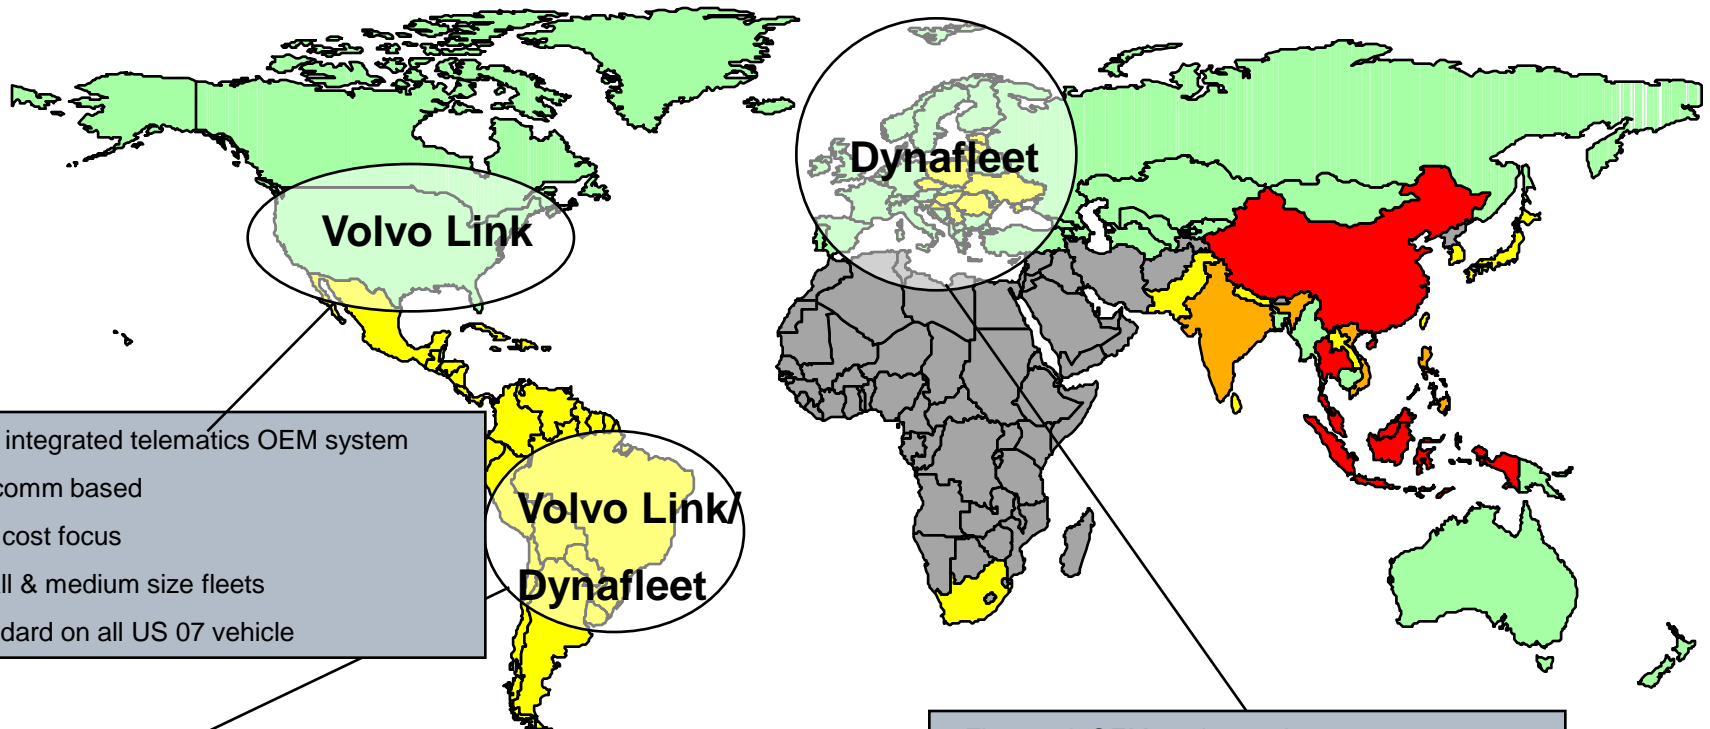 Dynafleet
Volvo Link
integrated telematics OEM system
comm based
cost focus
ll & medium size fleets
dard on all US 07 vehicle
Volvo Link/
Dynafleet